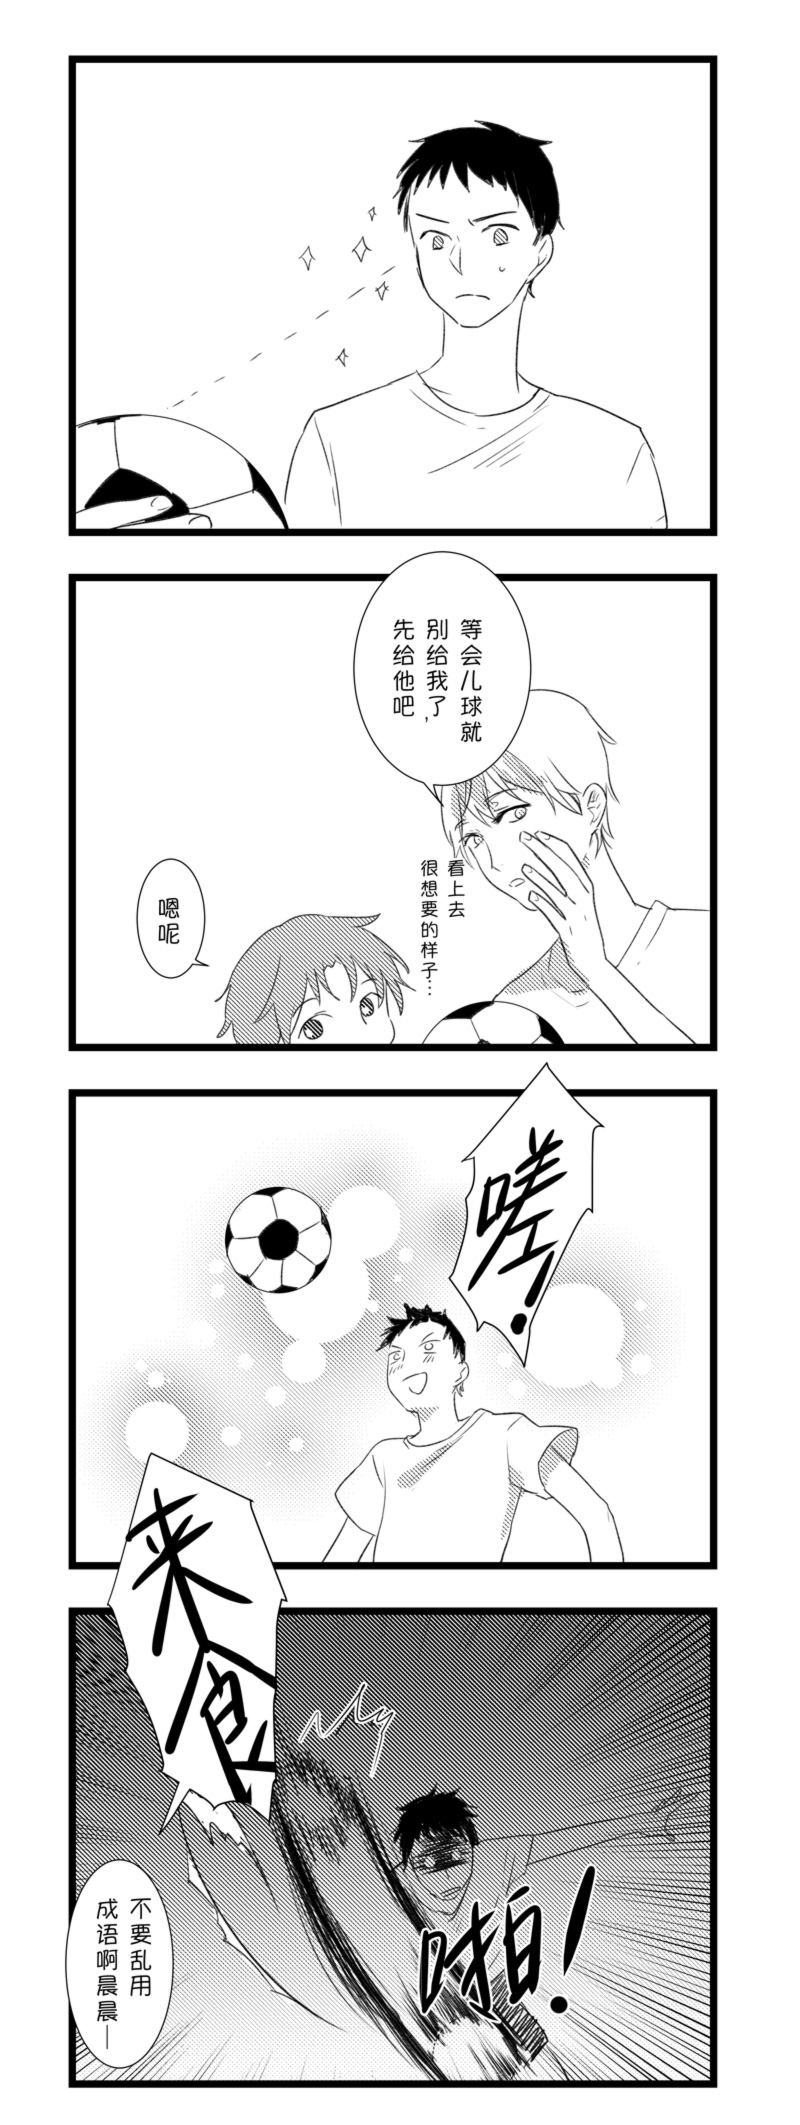 等会儿球就
别给我了,
先给他吧
看上去
很想要的样子…
嗯呢
嗟!
来食
啪!
不要乱用
成语啊晨晨—